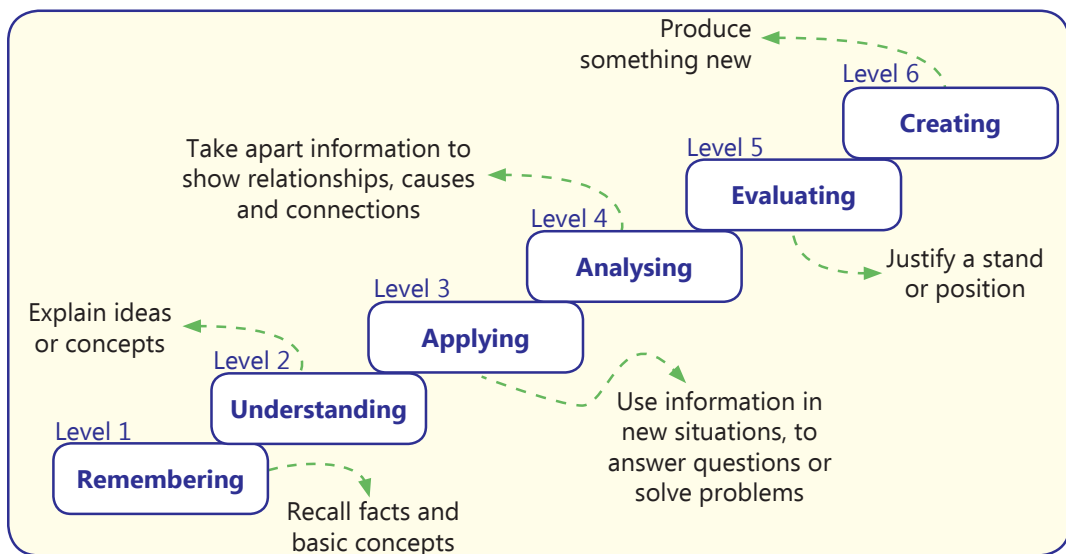 Produce
something new
Level 6
Creating
Take apart information to
show relationships, causes
and connections
Level 5
Evaluating
Justify a stand
or position
Level 4
Analysing
Explain ideas
or concepts
Level 3
Applying
Use information in
new situations, to
answer questions or
solve problems
Level 2
Understanding
Level 1
Remembering
Recall facts and
basic concepts